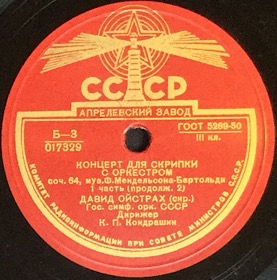 СССР
АПРЕЛЕВСКИЙ ЗАВОД
Б—3
017329
ГОСТ 5289-50
III кл.
КОНЦЕРТ ДЛЯ СКРИПКИ
С ОРКЕСТРОМ
соч. 64, муз. Ф. Мендельсона-Бартольди
1 часть (продолж. 2)
ДАВИД ОЙСТРАХ (скр.)
Гос. симф. орк. СССР
Дирижер
К. П. Кондрашин
КОМИТЕТ РАДИОИНФОРМАЦИИ ПРИ СОВЕТЕ МИНИСТРОВ СССР